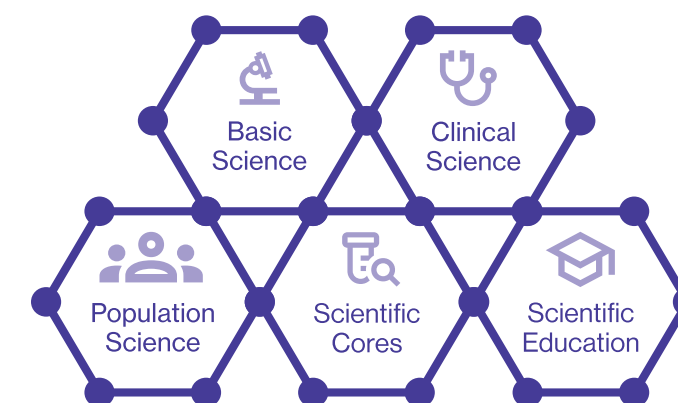 Basic
Science
Clinical
Science
Population
Science
Scientific
Cores
Scientific
Education